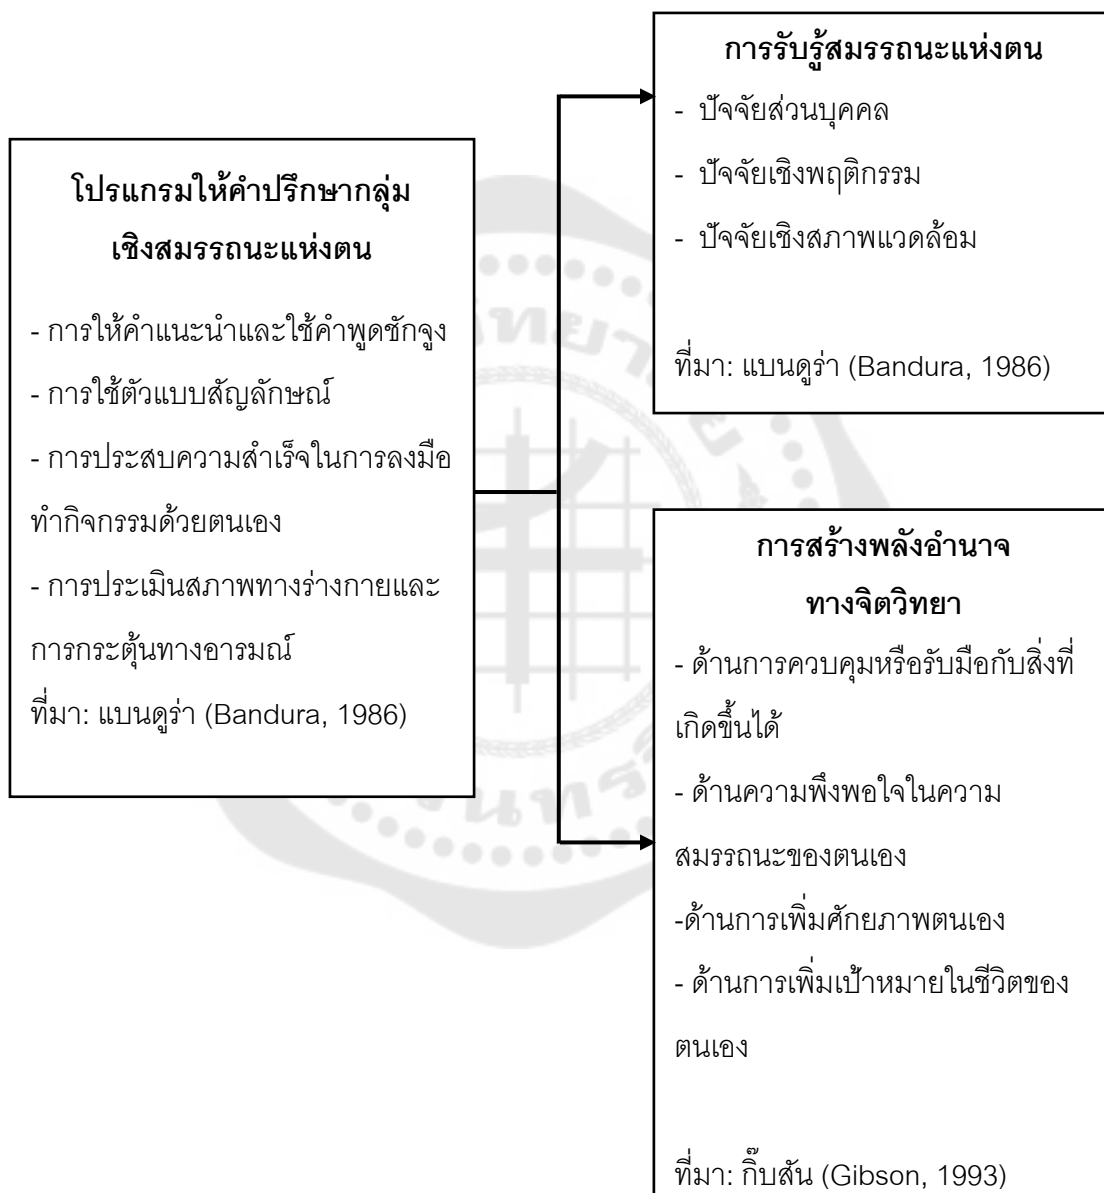 โปรแกรมให้คำปรึกษากลุ่ม
เชิงสมรรถนะแห่งตน
- การให้คำแนะนำและใช้คำพูดชักจูง
- การใช้ตัวแบบสัญลักษณ์
- การประสบความสำเร็จในการลงมือ
ทำกิจกรรมด้วยตนเอง
- การประเมินสภาพทางร่างกายและ
การกระตุ้นทางอารมณ์
ที่มา: แบนดูร่า (Bandura, 1986)
การรับรู้สมรรถนะแห่งตน
- ปัจจัยส่วนบุคคล
- ปัจจัยเชิงพฤติกรรม
- ปัจจัยเชิงสภาพแวดล้อม
ที่มา: แบนดูร่า (Bandura, 1986)
การสร้างพลังอำนาจ
ทางจิตวิทยา
- ด้านการควบคุมหรือรับมือกับสิ่งที่
เกิดขึ้นได้
- ด้านความพึงพอใจในความ
สมรรถนะของตนเอง
-ด้านการเพิ่มศักยภาพตนเอง
- ด้านการเพิ่มเป้าหมายในชีวิตของ
ตนเอง
ที่มา: กิ๊บสัน (Gibson, 1993)